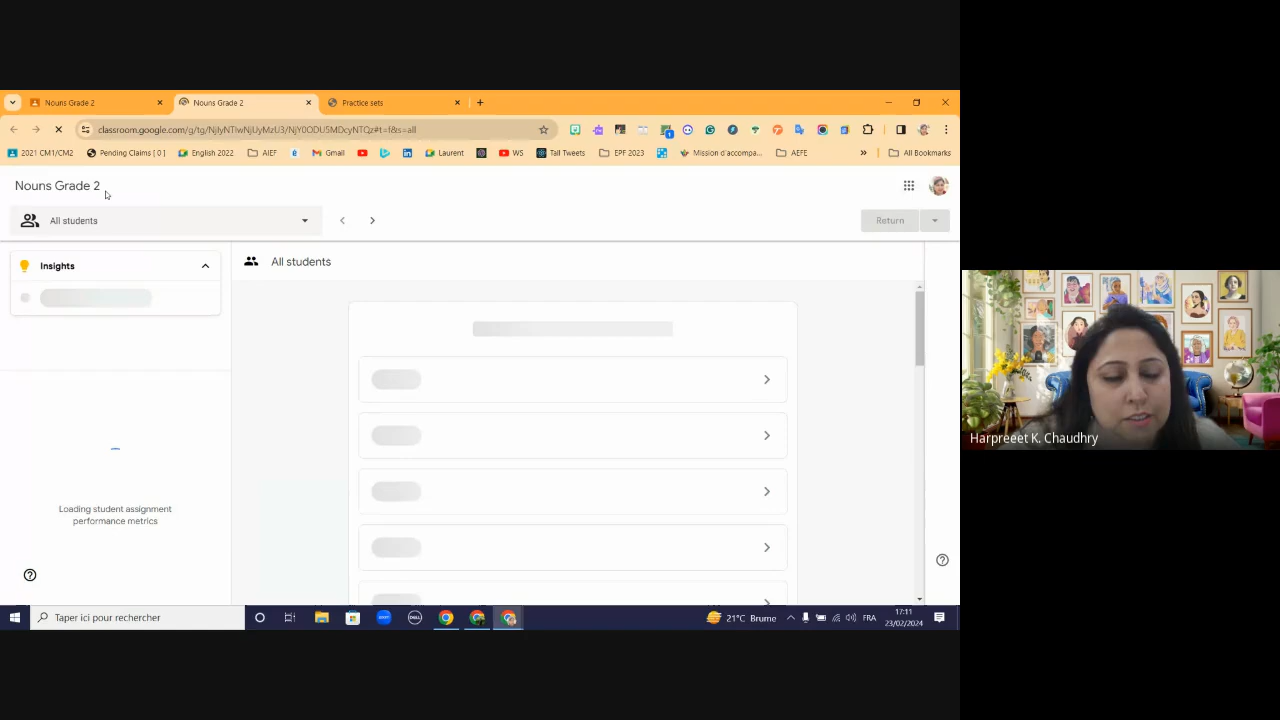 Nouns Grade 2
Nouns Grade 2
Practice sets
classroom.google.com/g/tg/NjIyNTIwNjUyMzU3/NjY0ODU5MDcyNTQz#t=f&s=all
2021 CM1/CM2
Pending Claims [ 0 ]
English 2022
AIEF
Gmail
Laurent
WS
Tall Tweets
EPF 2023
Mission d'accompa...
AEFE
»
All Bookmarks
Nouns Grade 2
All students
Return
Insights
All students
Loading student assignment
performance metrics
Harpreeet K. Chaudhry
Taper ici pour rechercher
DELL
21°C Brume
FRA
17:11
23/02/2024